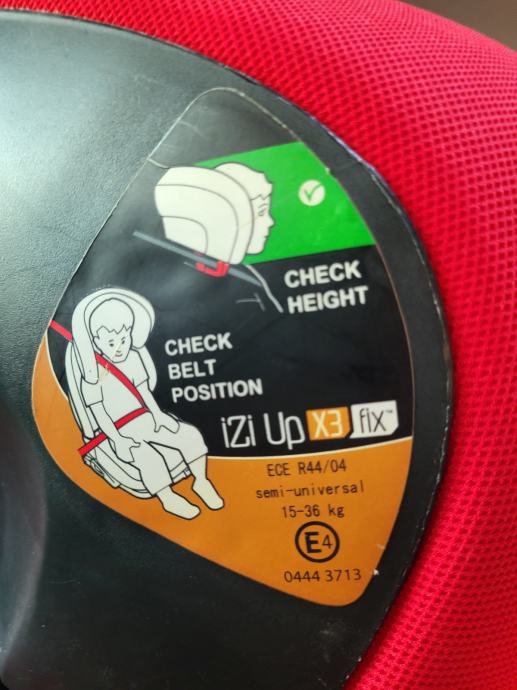 CHECK
HEIGHT
CHECK
BELT
POSITION
iZi Up X3 fix™
ECE R44/04
semi-universal
15-36 kg
E4
0444 3713